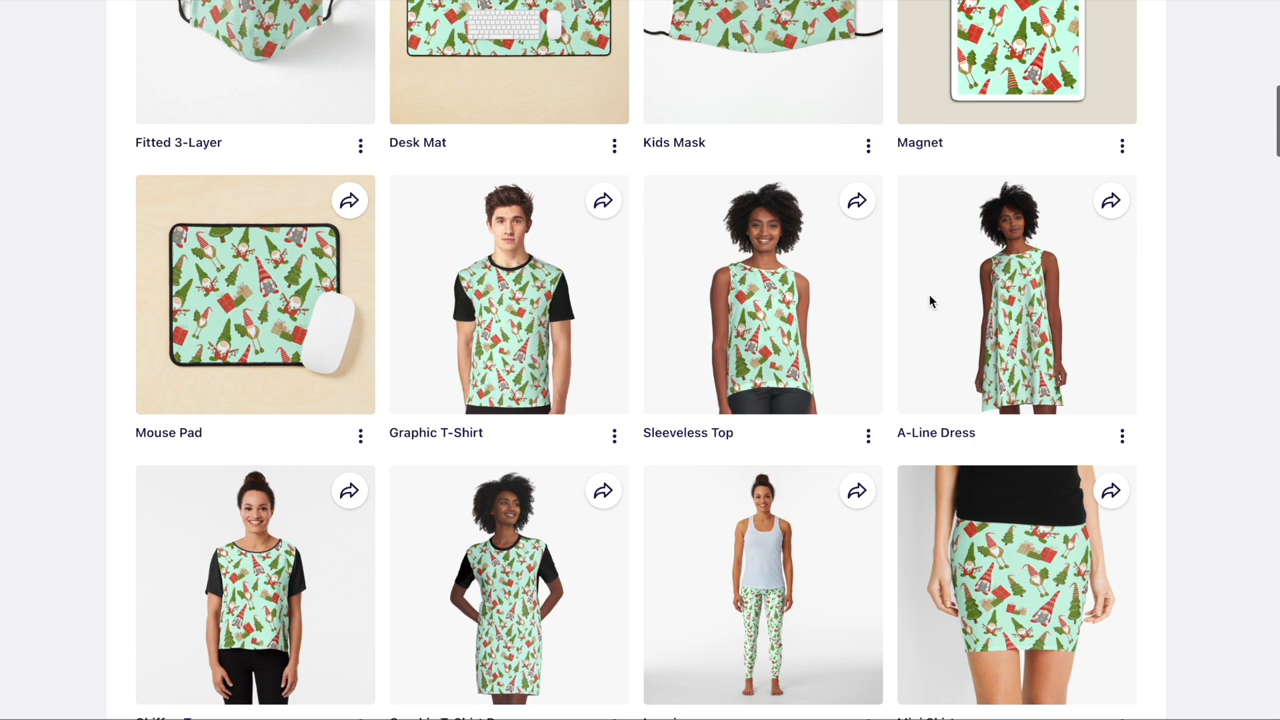 Fitted 3-Layer
Desk Mat
Kids Mask
Magnet
Mouse Pad
Graphic T-Shirt
Sleeveless Top
A-Line Dress